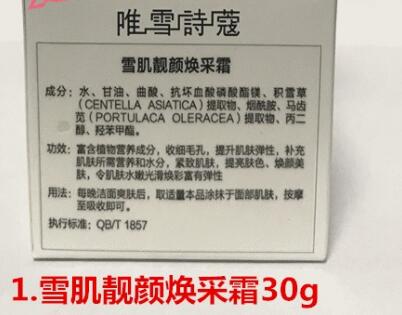 唯雪詩蔻
雪肌靓颜焕采霜
成分：水、甘油、曲酸、抗坏血酸磷酸酯镁、积雪草
(CENTELLA ASIATICA)提取物、烟酰胺、马齿
苋(PORTULACA OLERACEA)提取物、丙二
醇、羟苯甲酯。
功效：富含植物营养成分，收细毛孔，提升肌肤弹性，补充
肌肤所需营养和水分，紧致肌肤，提亮肤色、焕颜美
肤，令肌肤水嫩光滑焕彩富有弹性
用法：每晚洁面爽肤后，取适量本品涂抹于面部肌肤，按摩
至吸收即可。
执行标准：QB/T 1857
1.雪肌靓颜焕采霜30g